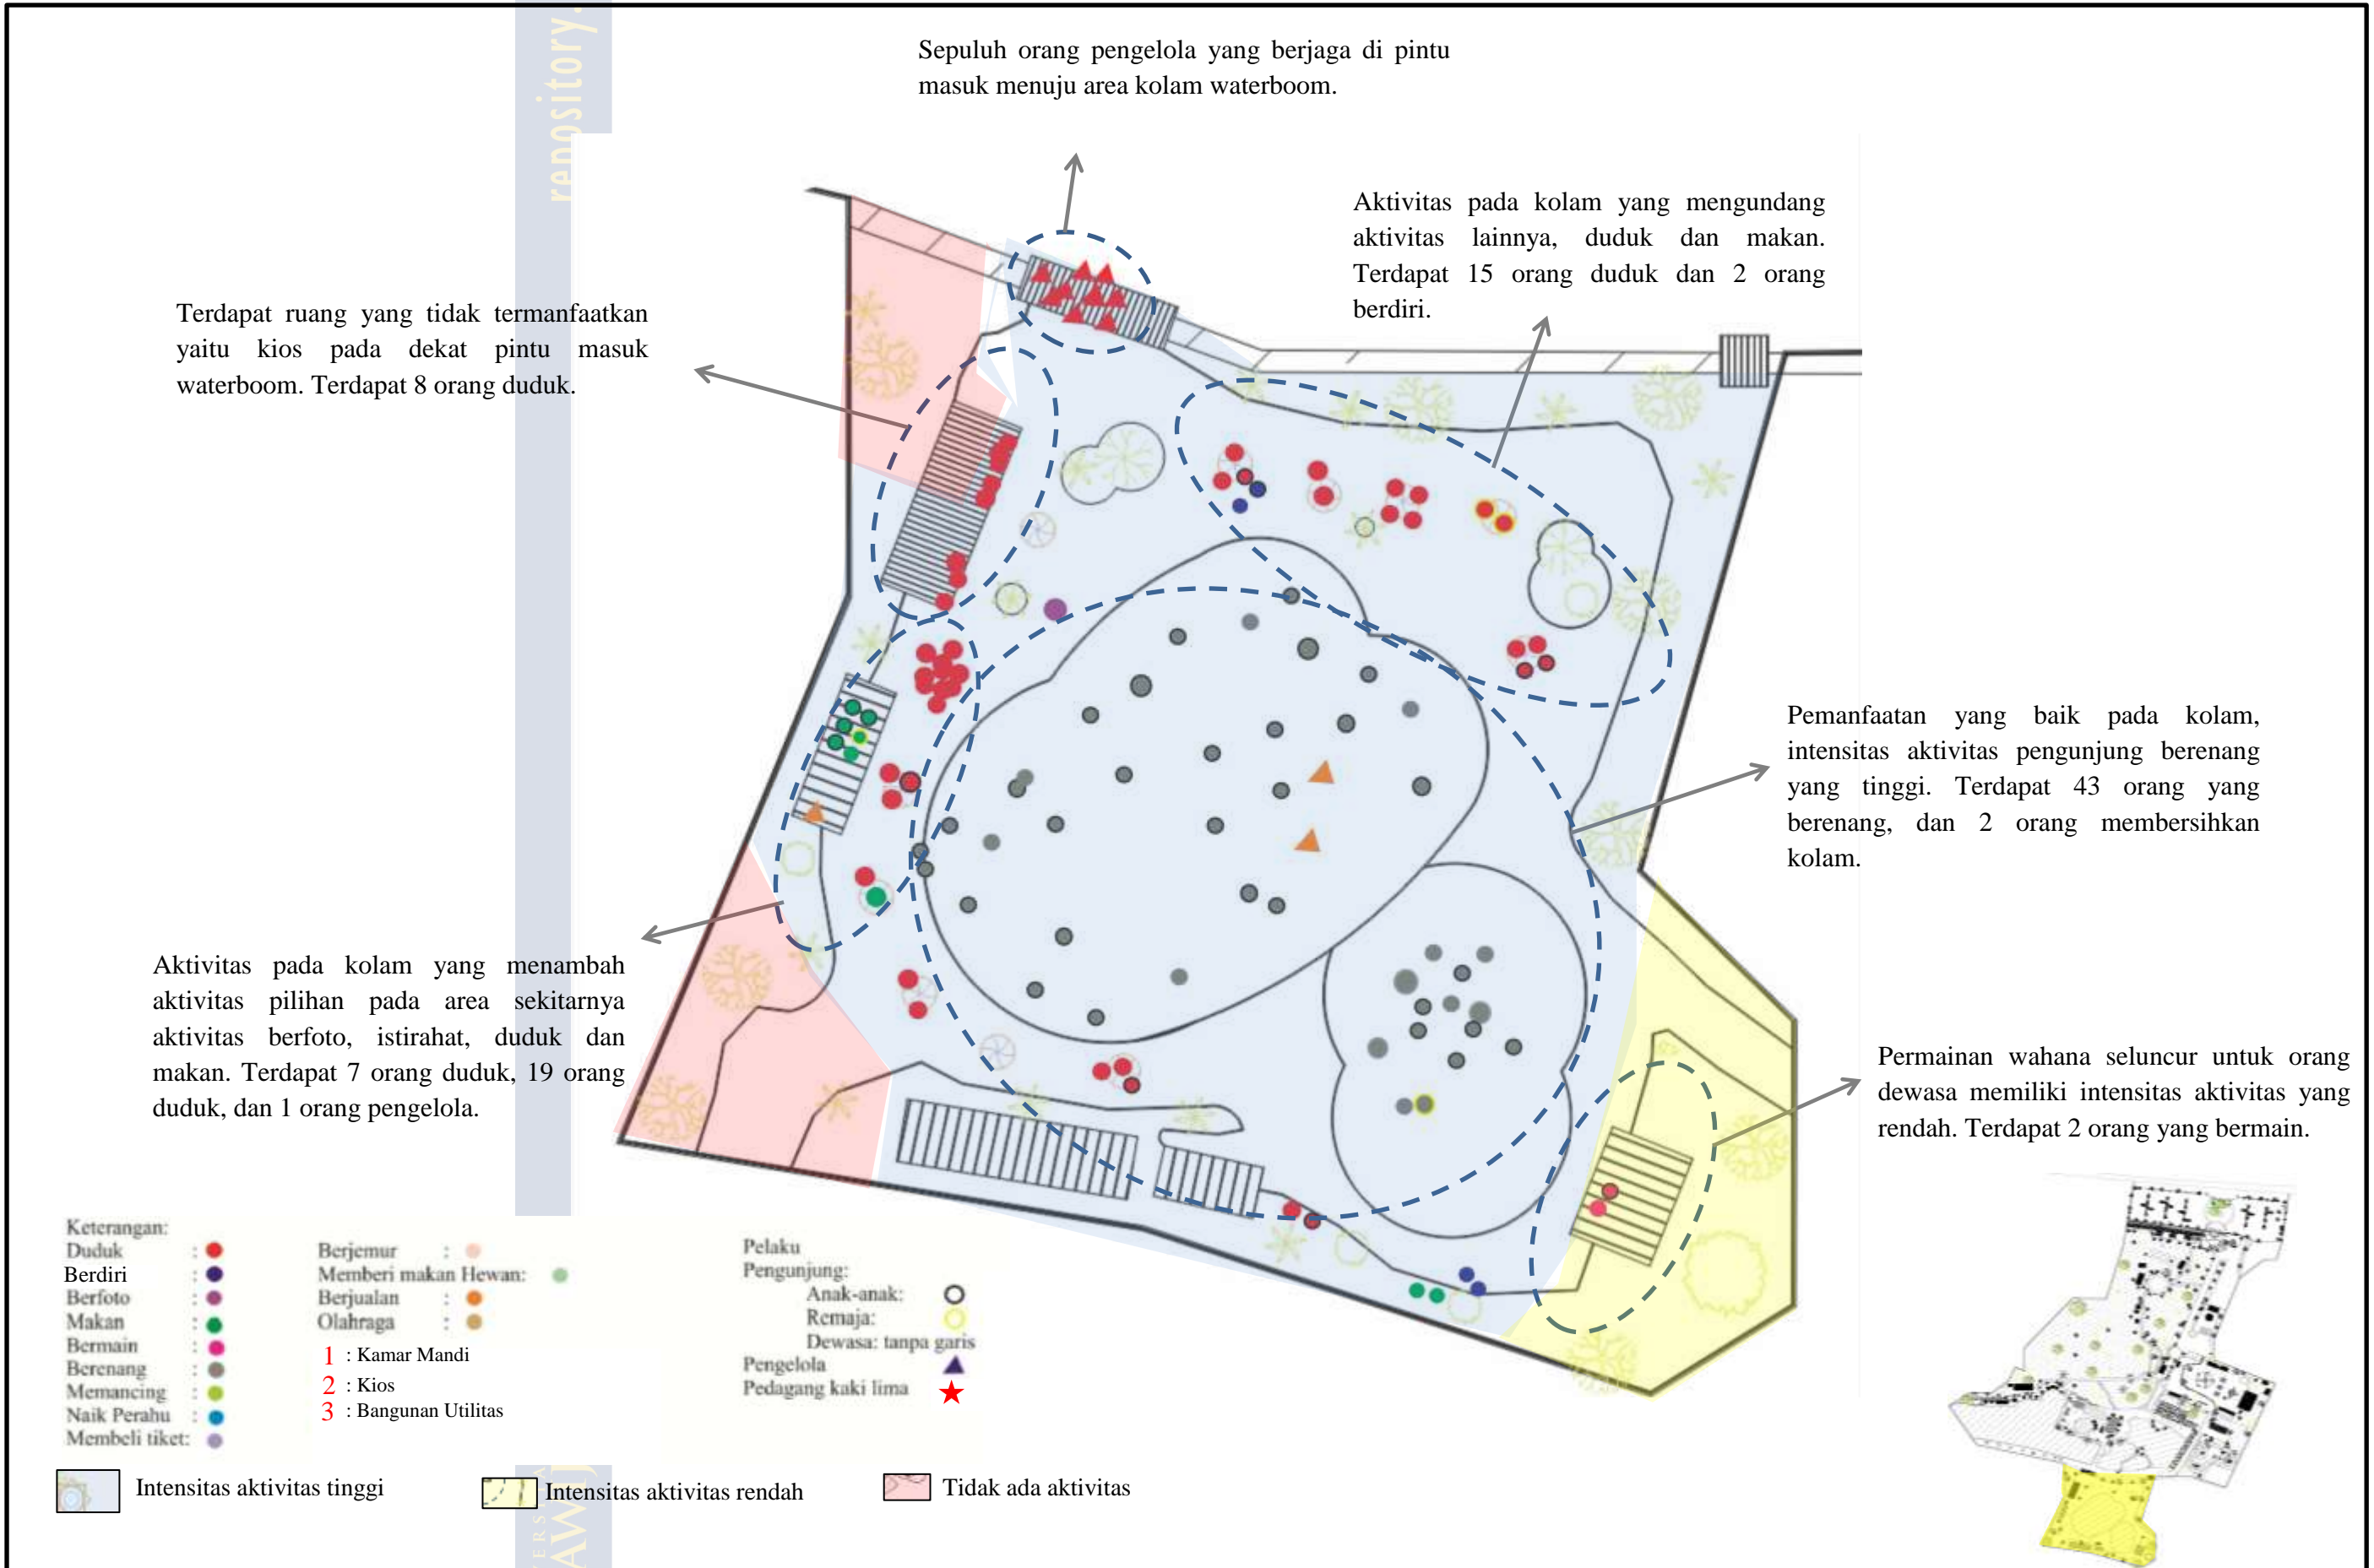 repository.
Sepuluh orang pengelola yang berjaga di pintu
masuk menuju area kolam waterboom.
Aktivitas pada kolam yang mengundang
aktivitas lainnya, duduk dan makan.
Terdapat 15 orang duduk dan 2 orang
berdiri.
Terdapat ruang yang tidak termanfaatkan
yaitu kios pada dekat pintu masuk
waterboom. Terdapat 8 orang duduk.
Pemanfaatan yang baik pada kolam,
intensitas aktivitas pengunjung berenang
yang tinggi. Terdapat 43 orang yang
berenang, dan 2 orang membersihkan
kolam.
Aktivitas pada kolam yang menambah
aktivitas pilihan pada area sekitarnya
aktivitas berfoto, istirahat, duduk dan
makan. Terdapat 7 orang duduk, 19 orang
duduk, dan 1 orang pengelola.
Permainan wahana seluncur untuk orang
dewasa memiliki intensitas aktivitas yang
rendah. Terdapat 2 orang yang bermain.
Keterangan:
Duduk :
Berdiri :
Berfoto :
Makan :
Bermain :
Berenang :
Memancing :
Naik Perahu :
Membeli tiket:
Berjemur :
Memberi makan Hewan:
Berjualan :
Olahraga :
1 : Kamar Mandi
2 : Kios
3 : Bangunan Utilitas
Pelaku
Pengunjung:
Anak-anak:
Remaja:
Dewasa: tanpa garis
Pengelola
Pedagang kaki lima
Intensitas aktivitas tinggi
Intensitas aktivitas rendah
Tidak ada aktivitas